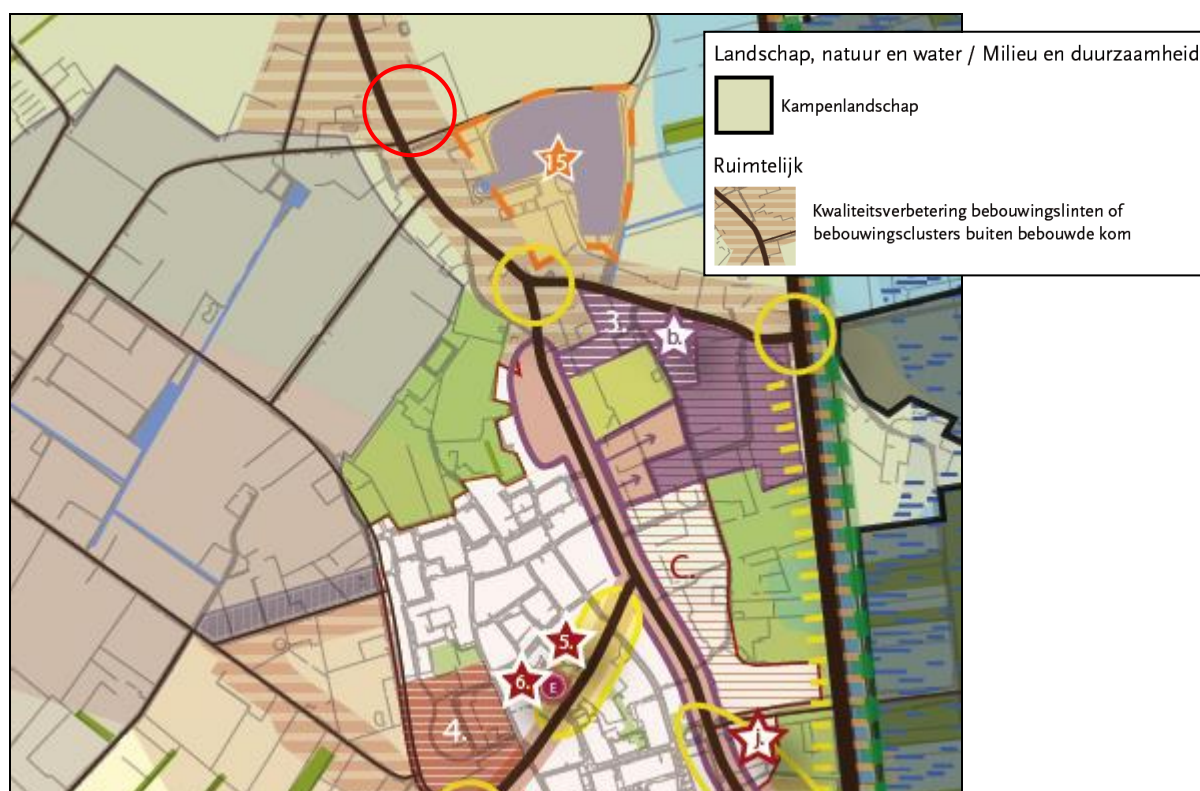 Landschap, natuur en water / Milieu en duurzaamheid
Kampenlandschap
Ruimtelijk
Kwaliteitsverbetering bebouwingslinten of
bebouwingsclusters buiten bebouwde kom
15
3.
b.
C.
5.
6.
E
4.
j.